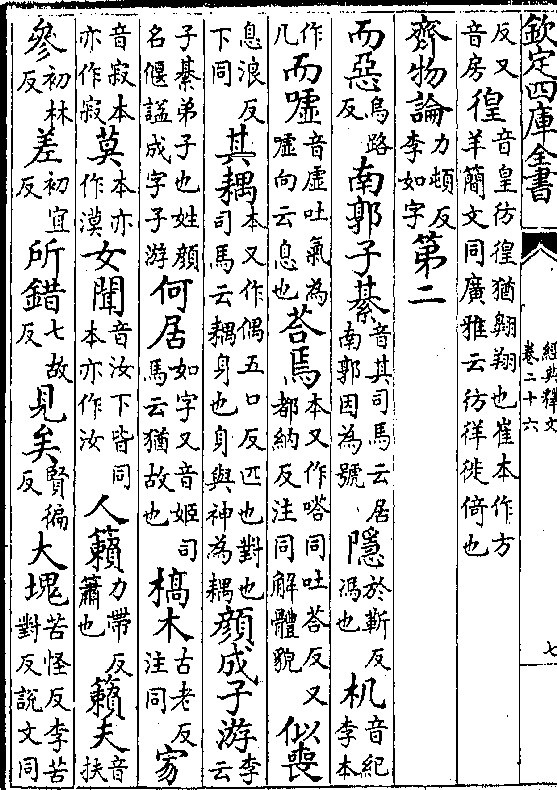 欽定四庫全書
經典釋文
卷二十六
七
反又音房徨音皇彷徨猶翱翔也崔本作方羊簡文同廣雅云彷徉徙倚也
齊物論力頓反李如字第二
而惡烏路反南郭子綦音其司馬云居南郭因為號隱於靳反馮也机音紀李本
作几而噓音虛吐氣為噓向云息也荅焉本又作嗒同吐荅反又都納反注同解體貌似喪
息浪反下同其耦本又作偶五口反匹也對也司馬云耦身也身與神為耦顏成子游李云
子綦弟子也姓顏名偃謚成字子游何居如字又音姬司馬云猶故也槁木古老反注同家
音寂本亦作寂莫本亦作漠女聞音汝下皆同本亦作汝人籟力帶反簫也籟夫音扶
參初林反差初宜反所錯七故反見矣賢徧反大塊苦怪反李苦對反說文同